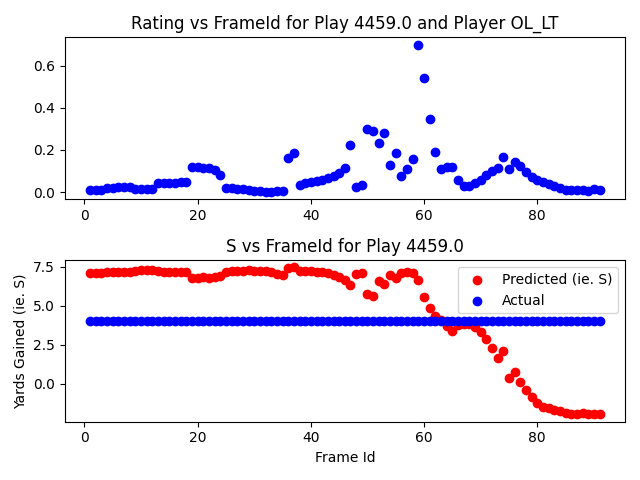 Rating vs FrameId for Play 4459.0 and Player OL_LT
0.6
0.4
0.2
0.0
0 20 40 60 80
S vs FrameId for Play 4459.0
Yards Gained (ie. S)
7.5
5.0
2.5
0.0
Predicted (ie. S)
Actual
0 20 40 60 80
Frame Id